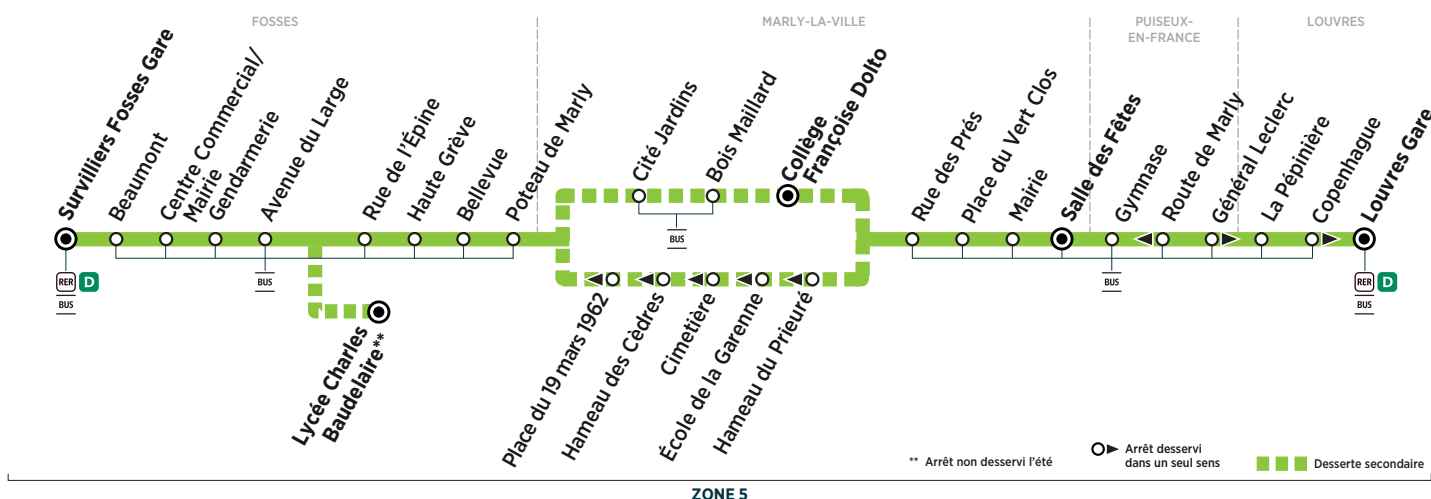 FOSSES
MARLY-LA-VILLE
PUISEUX-
EN-FRANCE
LOUVRES
Survilliers Fosses Gare
Beaumont
Centre Commercial/
Mairie
Gendarmerie
Avenue du Large
Rue de l'Épine
Haute Grève
Bellevue
Poteau de Marly
Cité Jardins
Bois Maillard
Collège
Françoise Dolto
Rue des Prés
Place du Vert Clos
Mairie
Salle des Fêtes
Gymnase
Route de Marly
Général Leclerc
La Pépinière
Copenhague
Louvres Gare
RER D
BUS
BUS
BUS
BUS
RER D
BUS
Lycée Charles
Baudelaire**
Place du 19 mars 1962
Hameau des Cèdres
Cimetière
École de la Garenne
Hameau du Prieuré
** Arrêt non desservi l'été
Arrêt desservi
dans un seul sens
Desserte secondaire
ZONE 5